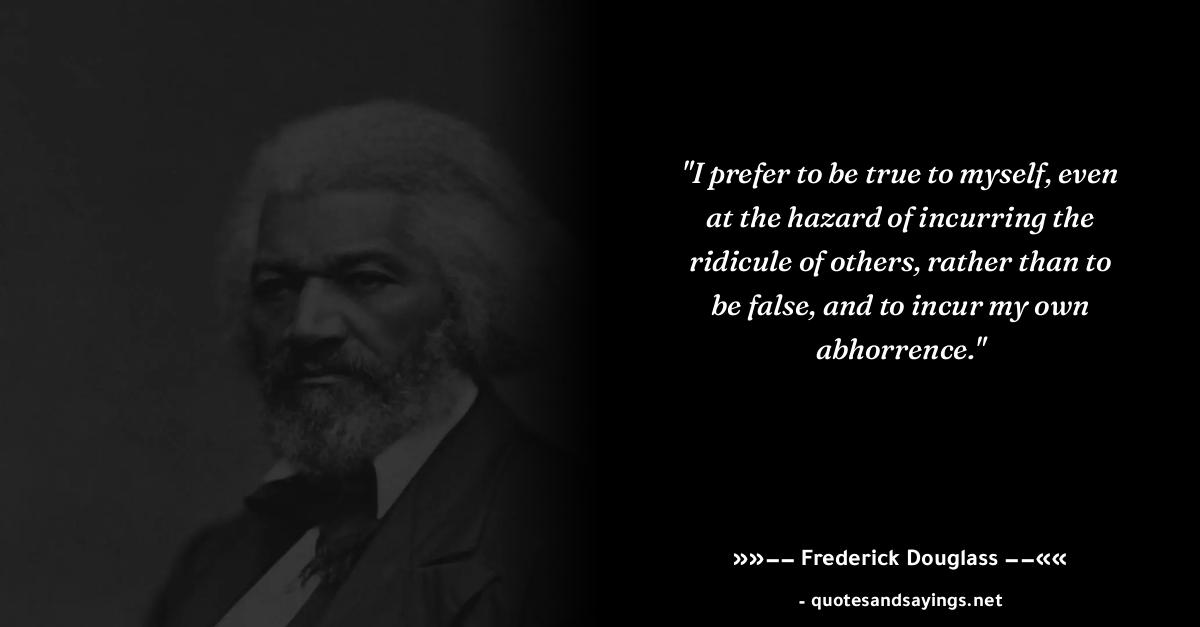 "I prefer to be true to myself, even
at the hazard of incurring the
ridicule of others, rather than to
be false, and to incur my own
abhorrence."
»»−− Frederick Douglass −−««
- quotesandsayings.net